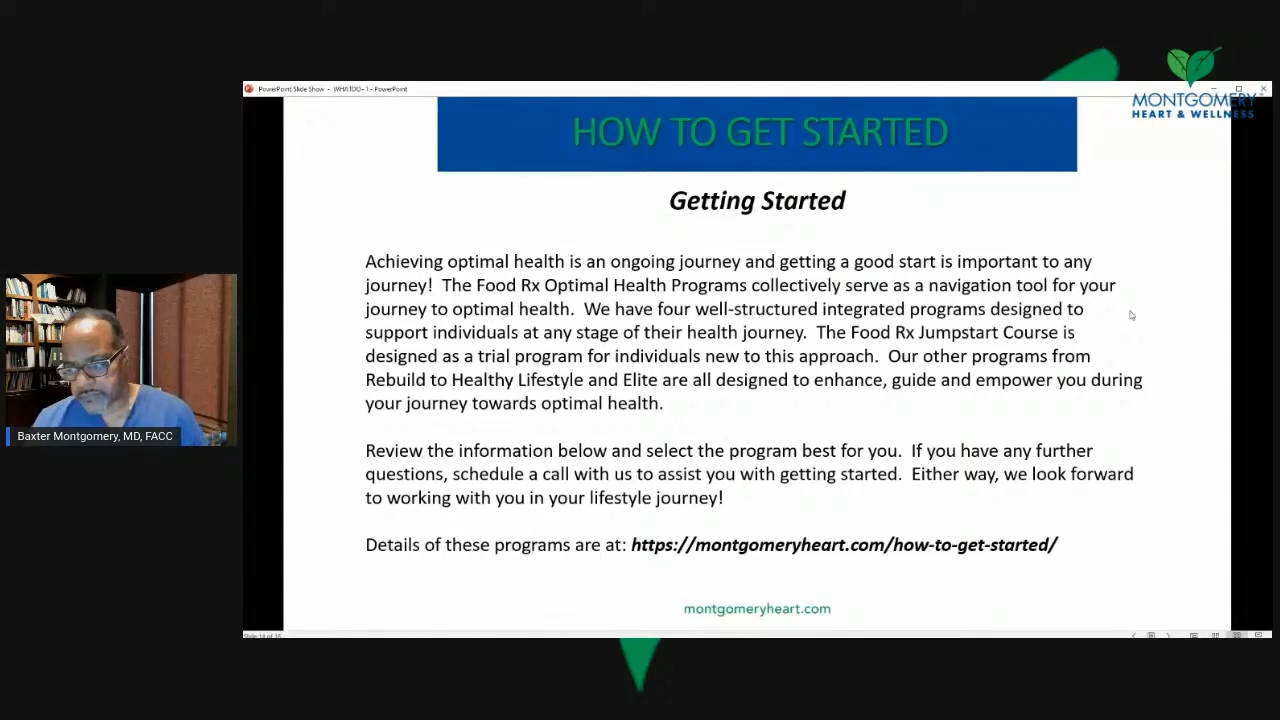 MONTGOMERY
HEART & WELLNESS
PowerPoint Slide Show - WHATDO~1 - PowerPoint
HOW TO GET STARTED
Getting Started
Achieving optimal health is an ongoing journey and getting a good start is important to any
journey! The Food Rx Optimal Health Programs collectively serve as a navigation tool for your
journey to optimal health. We have four well-structured integrated programs designed to
support individuals at any stage of their health journey. The Food Rx Jumpstart Course is
designed as a trial program for individuals new to this approach. Our other programs from
Rebuild to Healthy Lifestyle and Elite are all designed to enhance, guide and empower you during
your journey towards optimal health.
Review the information below and select the program best for you. If you have any further
questions, schedule a call with us to assist you with getting started. Either way, we look forward
to working with you in your lifestyle journey!
Details of these programs are at: https://montgomeryheart.com/how-to-get-started/
montgomeryheart.com
Baxter Montgomery, MD, FACC